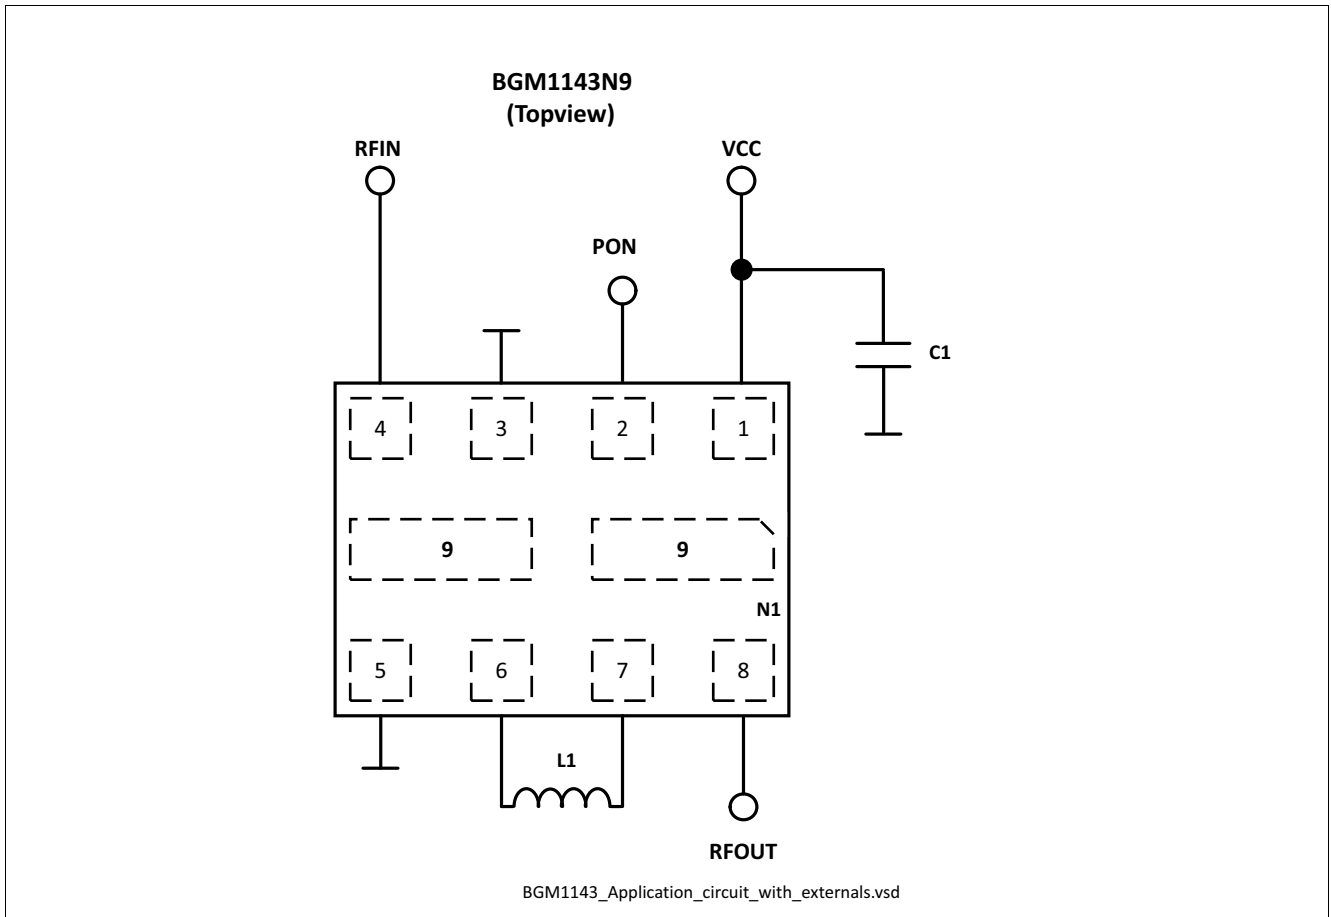 BGM1143N9
(Topview)
RFIN
VCC
PON
C1
4
3
2
1
9
9
N1
5
6
7
8
L1
RFOUT
BGM1143_Application_circuit_with_externals.vsd